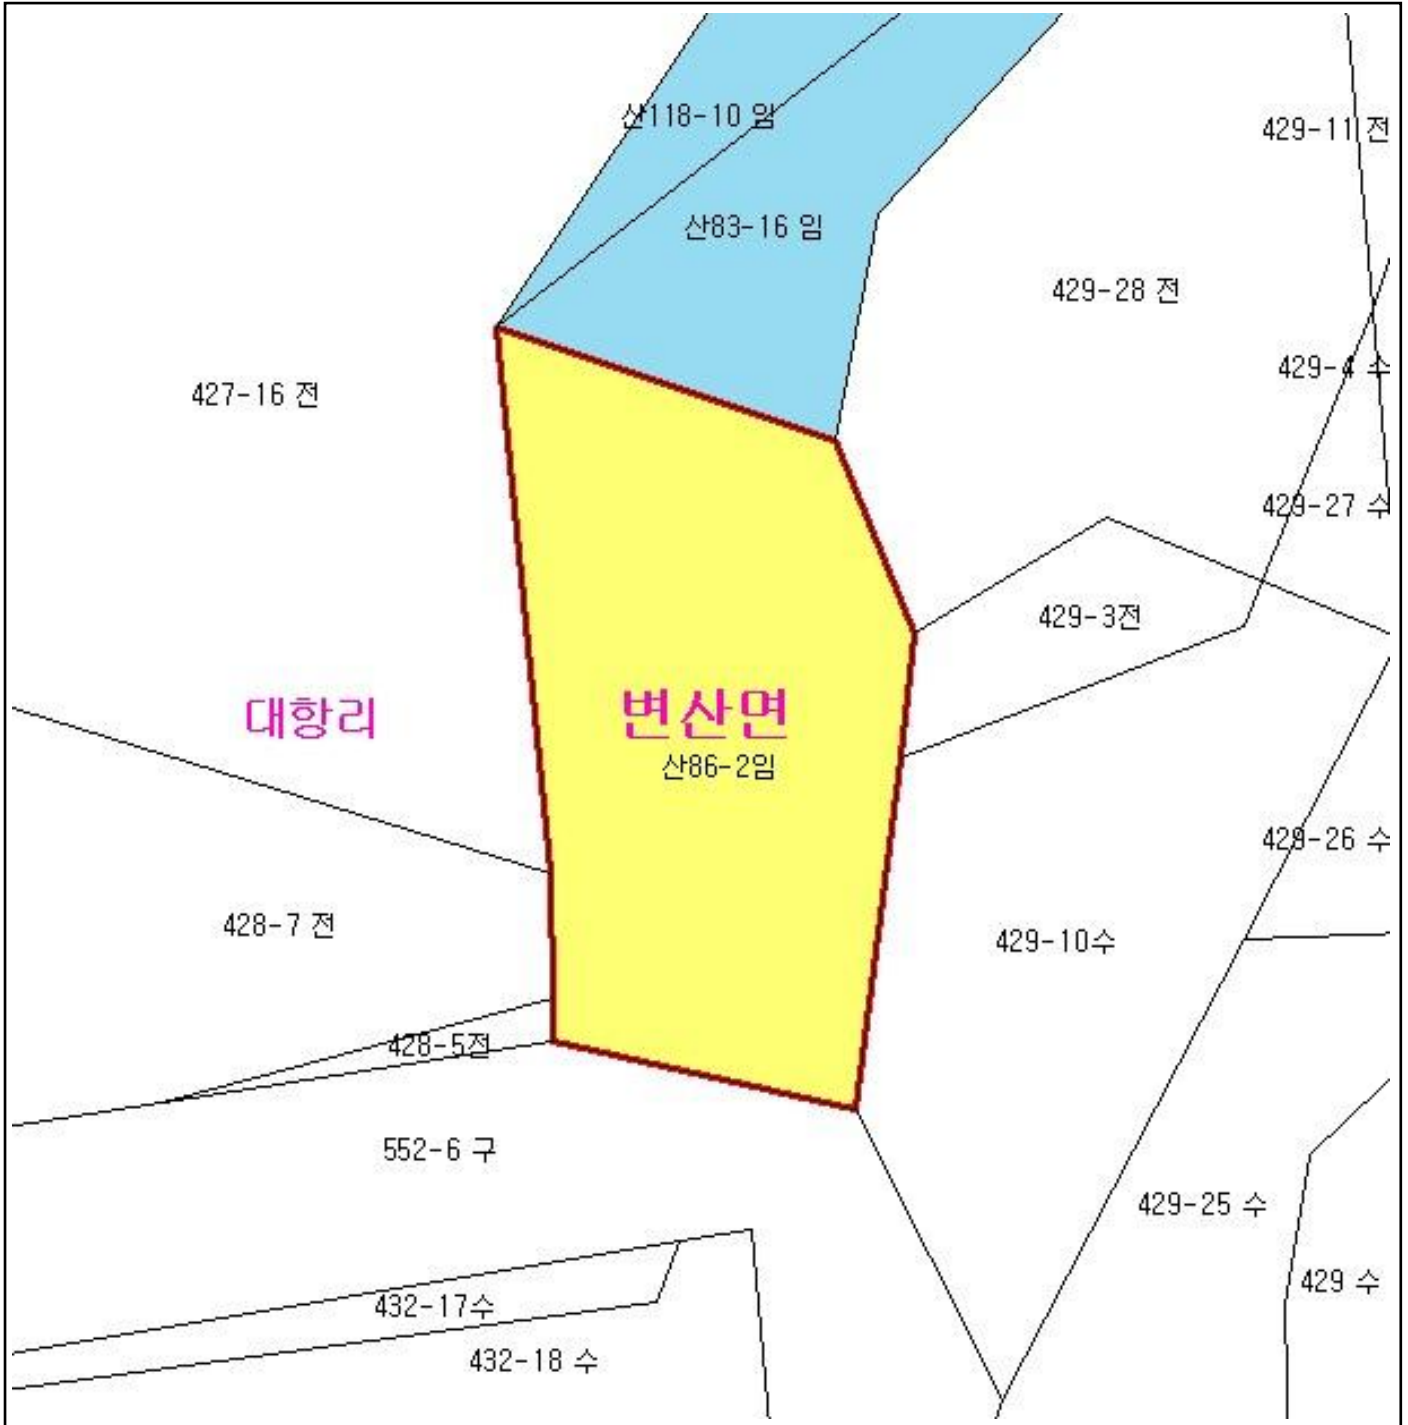 산118-10 임
429-11 전
산83-16 임
429-28 전
429-4 수
427-16 전
429-27 수
429-3전
대항리
변산면
산86-2임
429-26 수
428-7 전
429-10수
428-5전
552-6 구
429-25 수
429 수
432-17수
432-18 수